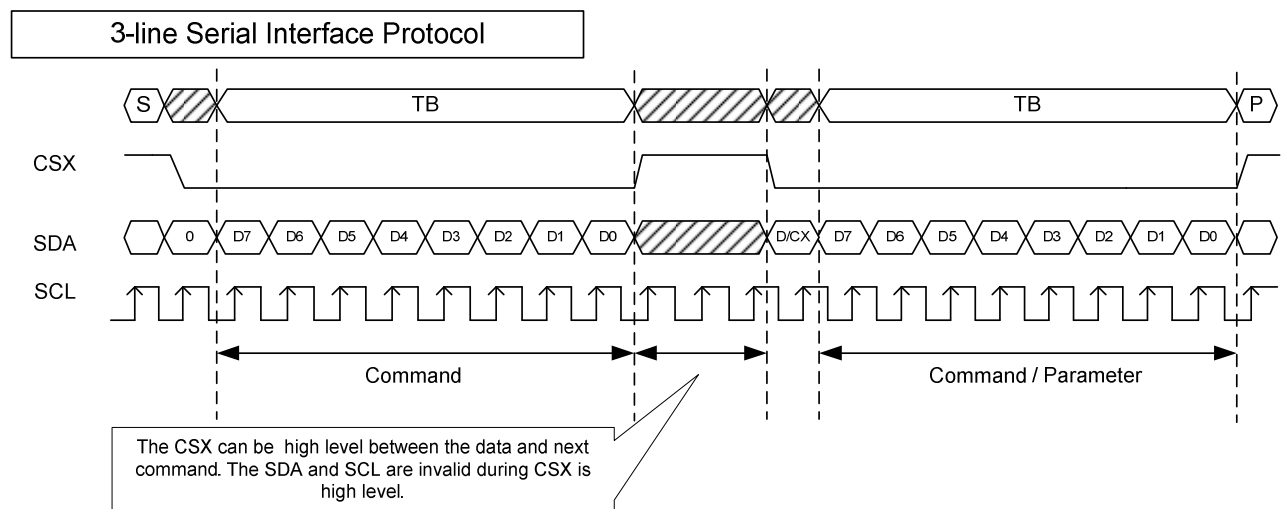 3-line Serial Interface Protocol
S TB TB P
CSX
SDA 0 D7 D6 D5 D4 D3 D2 D1 D0 D/CX D7 D6 D5 D4 D3 D2 D1 D0
SCL
Command Command / Parameter
The CSX can be high level between the data and next
command. The SDA and SCL are invalid during CSX is
high level.